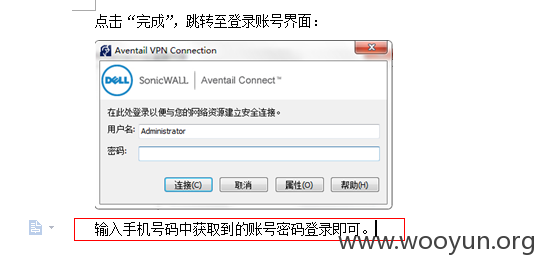 点击“完成”，跳转至登录账号界面：
Aventail VPN Connection
DELL SonicWALL | Aventail Connect™
在此处登录以便与您的网络资源建立安全连接。
用户名: Administrator
密码:
连接(C) 取消 属性(O) 帮助(H)
输入手机号码中获取到的账号密码登录即可。
www.wooyun.org